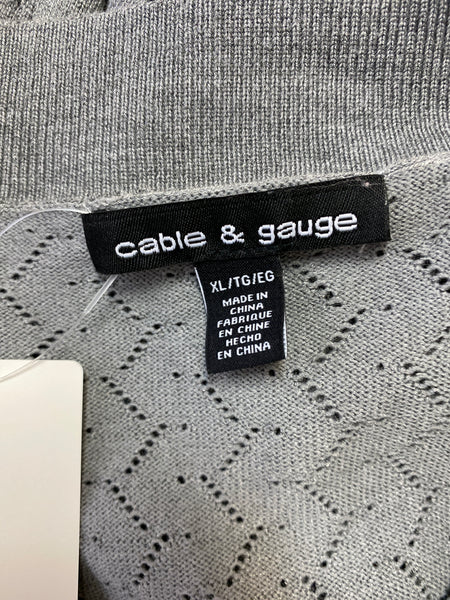 cable & gauge
XL/TG/EG
MADE IN
CHINA
FABRIQUE
EN CHINE
HECHO
EN CHINA